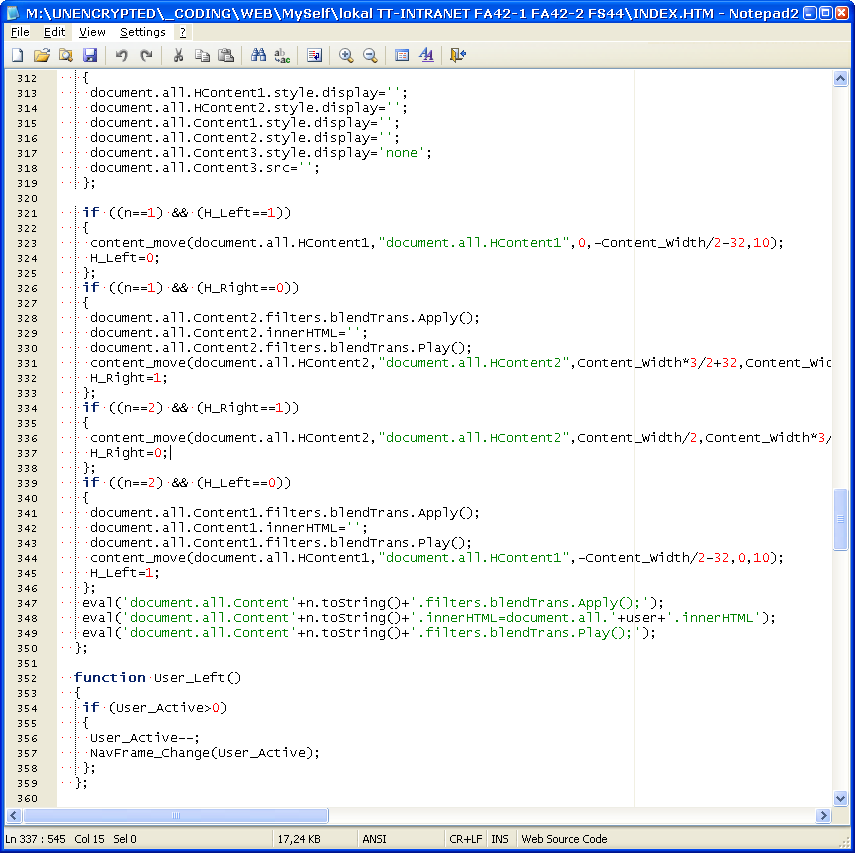 M:\UNENCRYPTED\_CODING\WEB\MySelf\lokal TT-INTRANET FA42-1 FA42-2 FS44\INDEX.HTM - Notepad2
File Edit View Settings ?
312 {
313 document.all.HContent1.style.display='';
314 document.all.HContent2.style.display='';
315 document.all.Content1.style.display='';
316 document.all.Content2.style.display='';
317 document.all.Content3.style.display='none';
318 document.all.Content3.src='';
319 };
320
321 if ((n==1) && (H_Left==1))
322 {
323 content_move(document.all.HContent1,"document.all.HContent1",0,-Content_Width/2-32,10);
324 H_Left=0;
325 };
326 if ((n==1) && (H_Right==0))
327 {
328 document.all.Content2.filters.blendTrans.Apply();
329 document.all.Content2.innerHTML='';
330 document.all.Content2.filters.blendTrans.Play();
331 content_move(document.all.HContent2,"document.all.HContent2",Content_Width*3/2+32,Content_Wid
332 H_Right=1;
333 };
334 if ((n==2) && (H_Right==1))
335 {
336 content_move(document.all.HContent2,"document.all.HContent2",Content_Width/2,Content_Width*3/
337 H_Right=0;
338 };
339 if ((n==2) && (H_Left==0))
340 {
341 document.all.Content1.filters.blendTrans.Apply();
342 document.all.Content1.innerHTML='';
343 document.all.Content1.filters.blendTrans.Play();
344 content_move(document.all.HContent1,"document.all.HContent1",-Content_Width/2-32,0,10);
345 H_Left=1;
346 };
347 eval('document.all.Content'+n.toString()+'.filters.blendTrans.Apply();');
348 eval('document.all.Content'+n.toString()+'.innerHTML=document.all.'+user+'.innerHTML');
349 eval('document.all.Content'+n.toString()+'.filters.blendTrans.Play();');
350 };
351
352 function User_Left()
353 {
354 if (User_Active>0)
355 {
356 User_Active--;
357 NavFrame_Change(User_Active);
358 };
359 };
360
Ln 337 : 545 Col 15 Sel 0 17,24 KB ANSI CR+LF INS Web Source Code